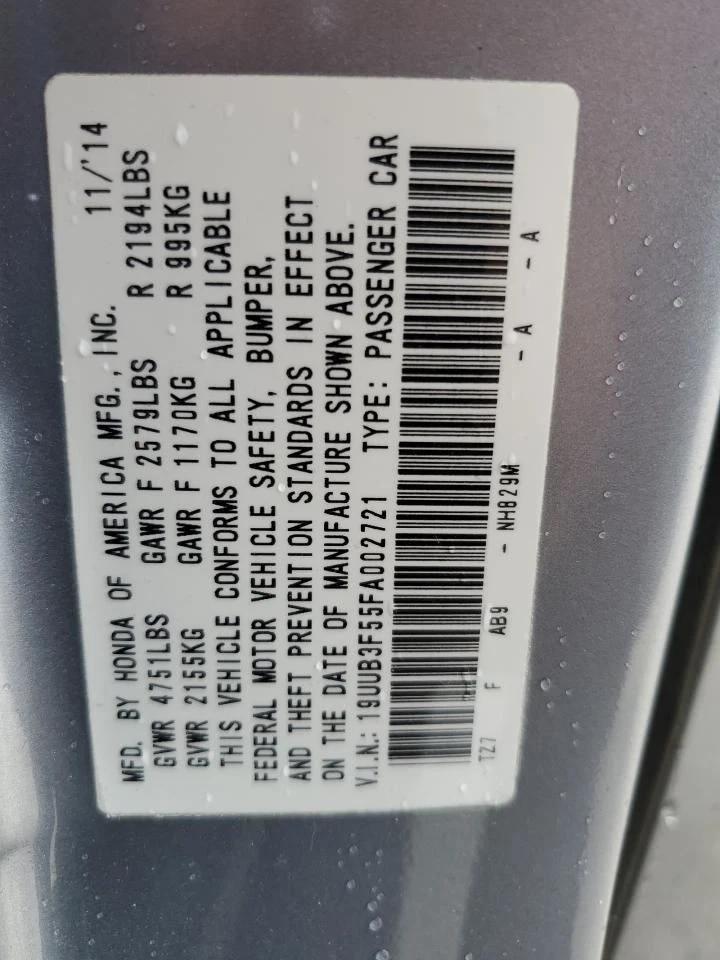 MFD. BY HONDA OF AMERICA MFG., INC. 11/'14
GVWR 4751LBS GAWR F 2579LBS R 2194LBS
GVWR 2155KG GAWR F 1170KG R 995KG
THIS VEHICLE CONFORMS TO ALL APPLICABLE
FEDERAL MOTOR VEHICLE SAFETY, BUMPER,
AND THEFT PREVENTION STANDARDS IN EFFECT
ON THE DATE OF MANUFACTURE SHOWN ABOVE.
V.I.N.: 19UUB3F55FA002721 TYPE: PASSENGER CAR
TZ7 F AB9 - NH829M - A - A